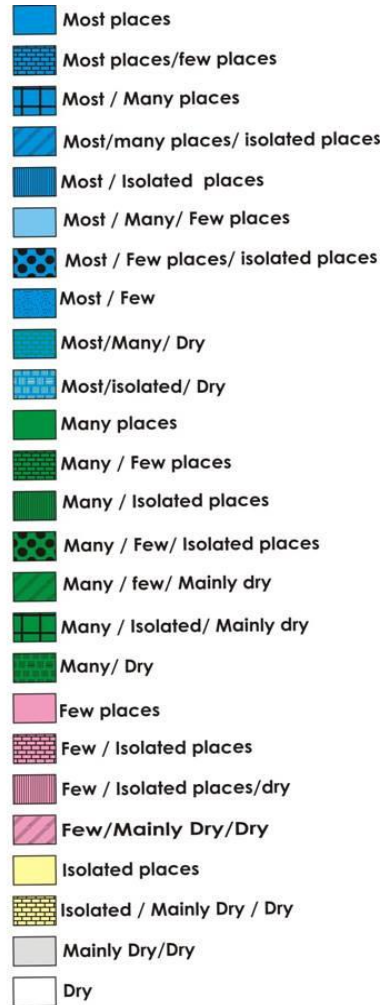 Most places
Most places/few places
Most / Many places
Most/many places/ isolated places
Most / Isolated  places
Most / Many/ Few places
Most / Few places/ isolated places
Most / Few
Most/Many/ Dry
Most/isolated/ Dry
Many places
Many / Few places
Many / Isolated places
Many / Few/ Isolated places
Many / few/ Mainly dry
Many / Isolated/ Mainly dry
Many/ Dry
Few places
Few / Isolated places
Few / Isolated places/dry
Few/Mainly Dry/Dry
Isolated places
Isolated / Mainly Dry / Dry
Mainly Dry/Dry
Dry